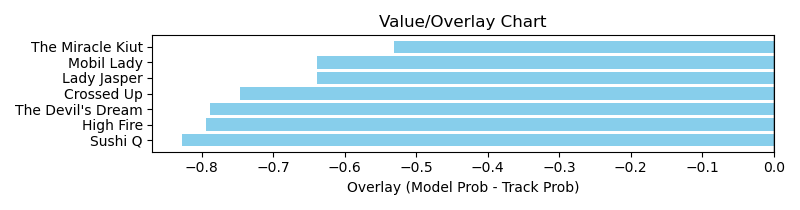 Value/Overlay Chart
The Miracle Kiut
Mobil Lady
Lady Jasper
Crossed Up
The Devil's Dream
High Fire
Sushi Q
−0.8 −0.7 −0.6 −0.5 −0.4 −0.3 −0.2 −0.1 0.0
Overlay (Model Prob - Track Prob)